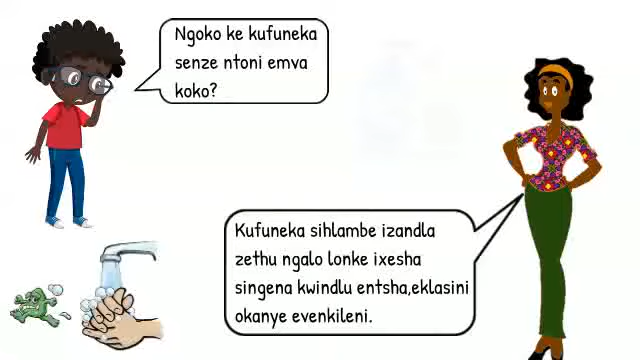 Ngoko ke kufuneka
senze ntoni emva
koko?
Kufuneka sihlambe izandla
zethu ngalo lonke ixesha
singena kwindlu entsha,eklasini
okanye evenkileni.